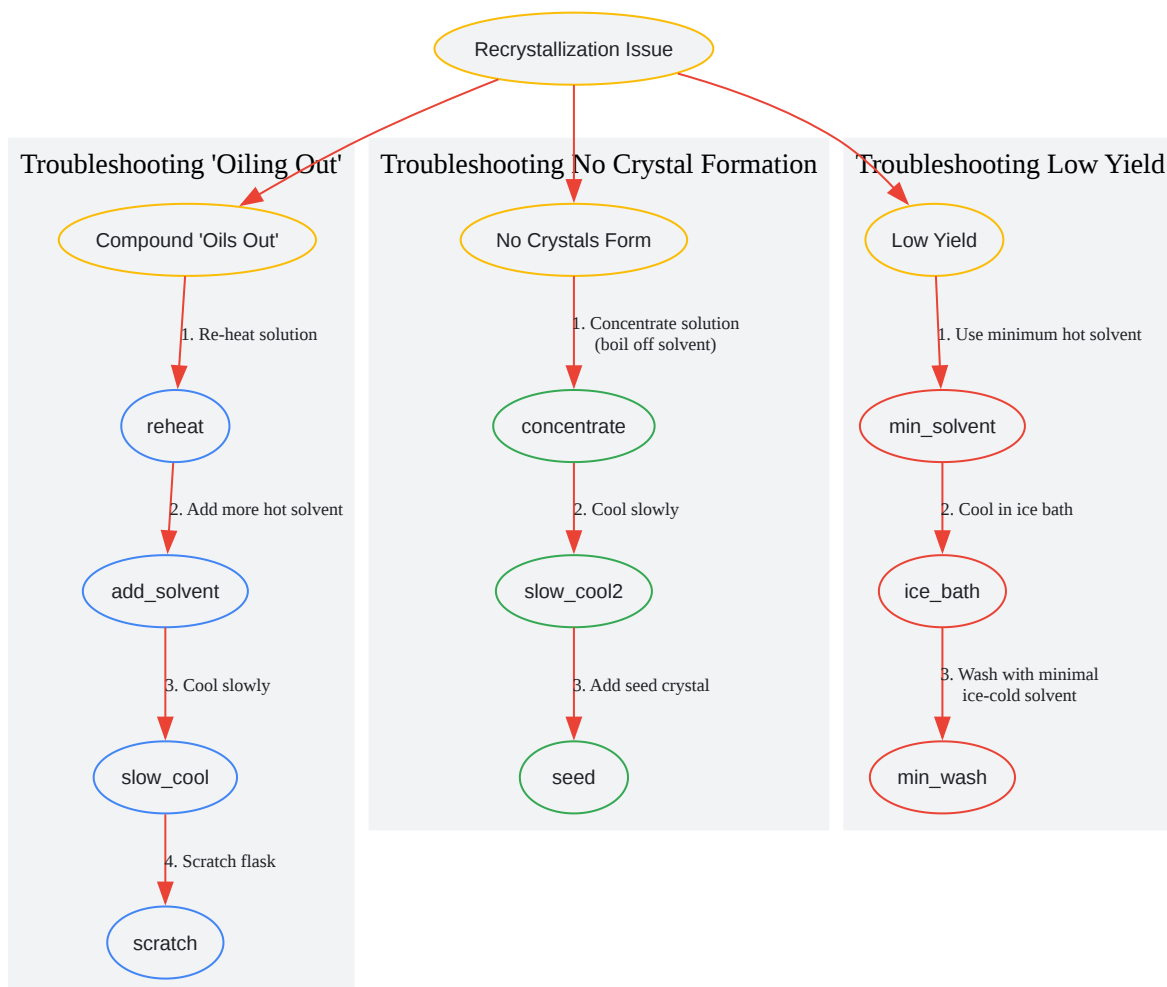 Recrystallization Issue
Troubleshooting 'Oiling Out'
Compound 'Oils Out'
1. Re-heat solution
reheat
2. Add more hot solvent
add_solvent
3. Cool slowly
slow_cool
4. Scratch flask
scratch
Troubleshooting No Crystal Formation
No Crystals Form
1. Concentrate solution
(boil off solvent)
concentrate
2. Cool slowly
slow_cool2
3. Add seed crystal
seed
Troubleshooting Low Yield
Low Yield
1. Use minimum hot solvent
min_solvent
2. Cool in ice bath
ice_bath
3. Wash with minimal
ice-cold solvent
min_wash